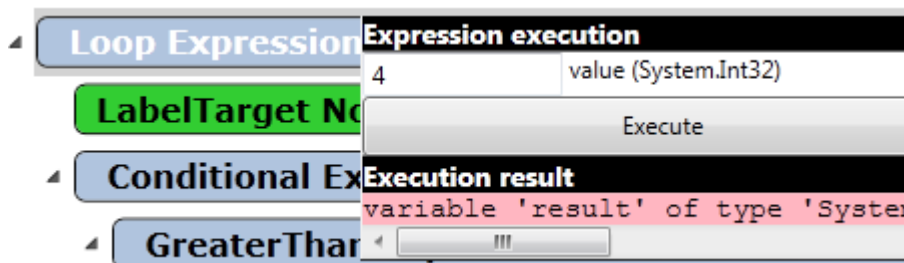 Loop Expression
Expression execution
4
value (System.Int32)
LabelTarget No
Execute
Conditional Ex
Execution result
variable 'result' of type 'System
GreaterThan